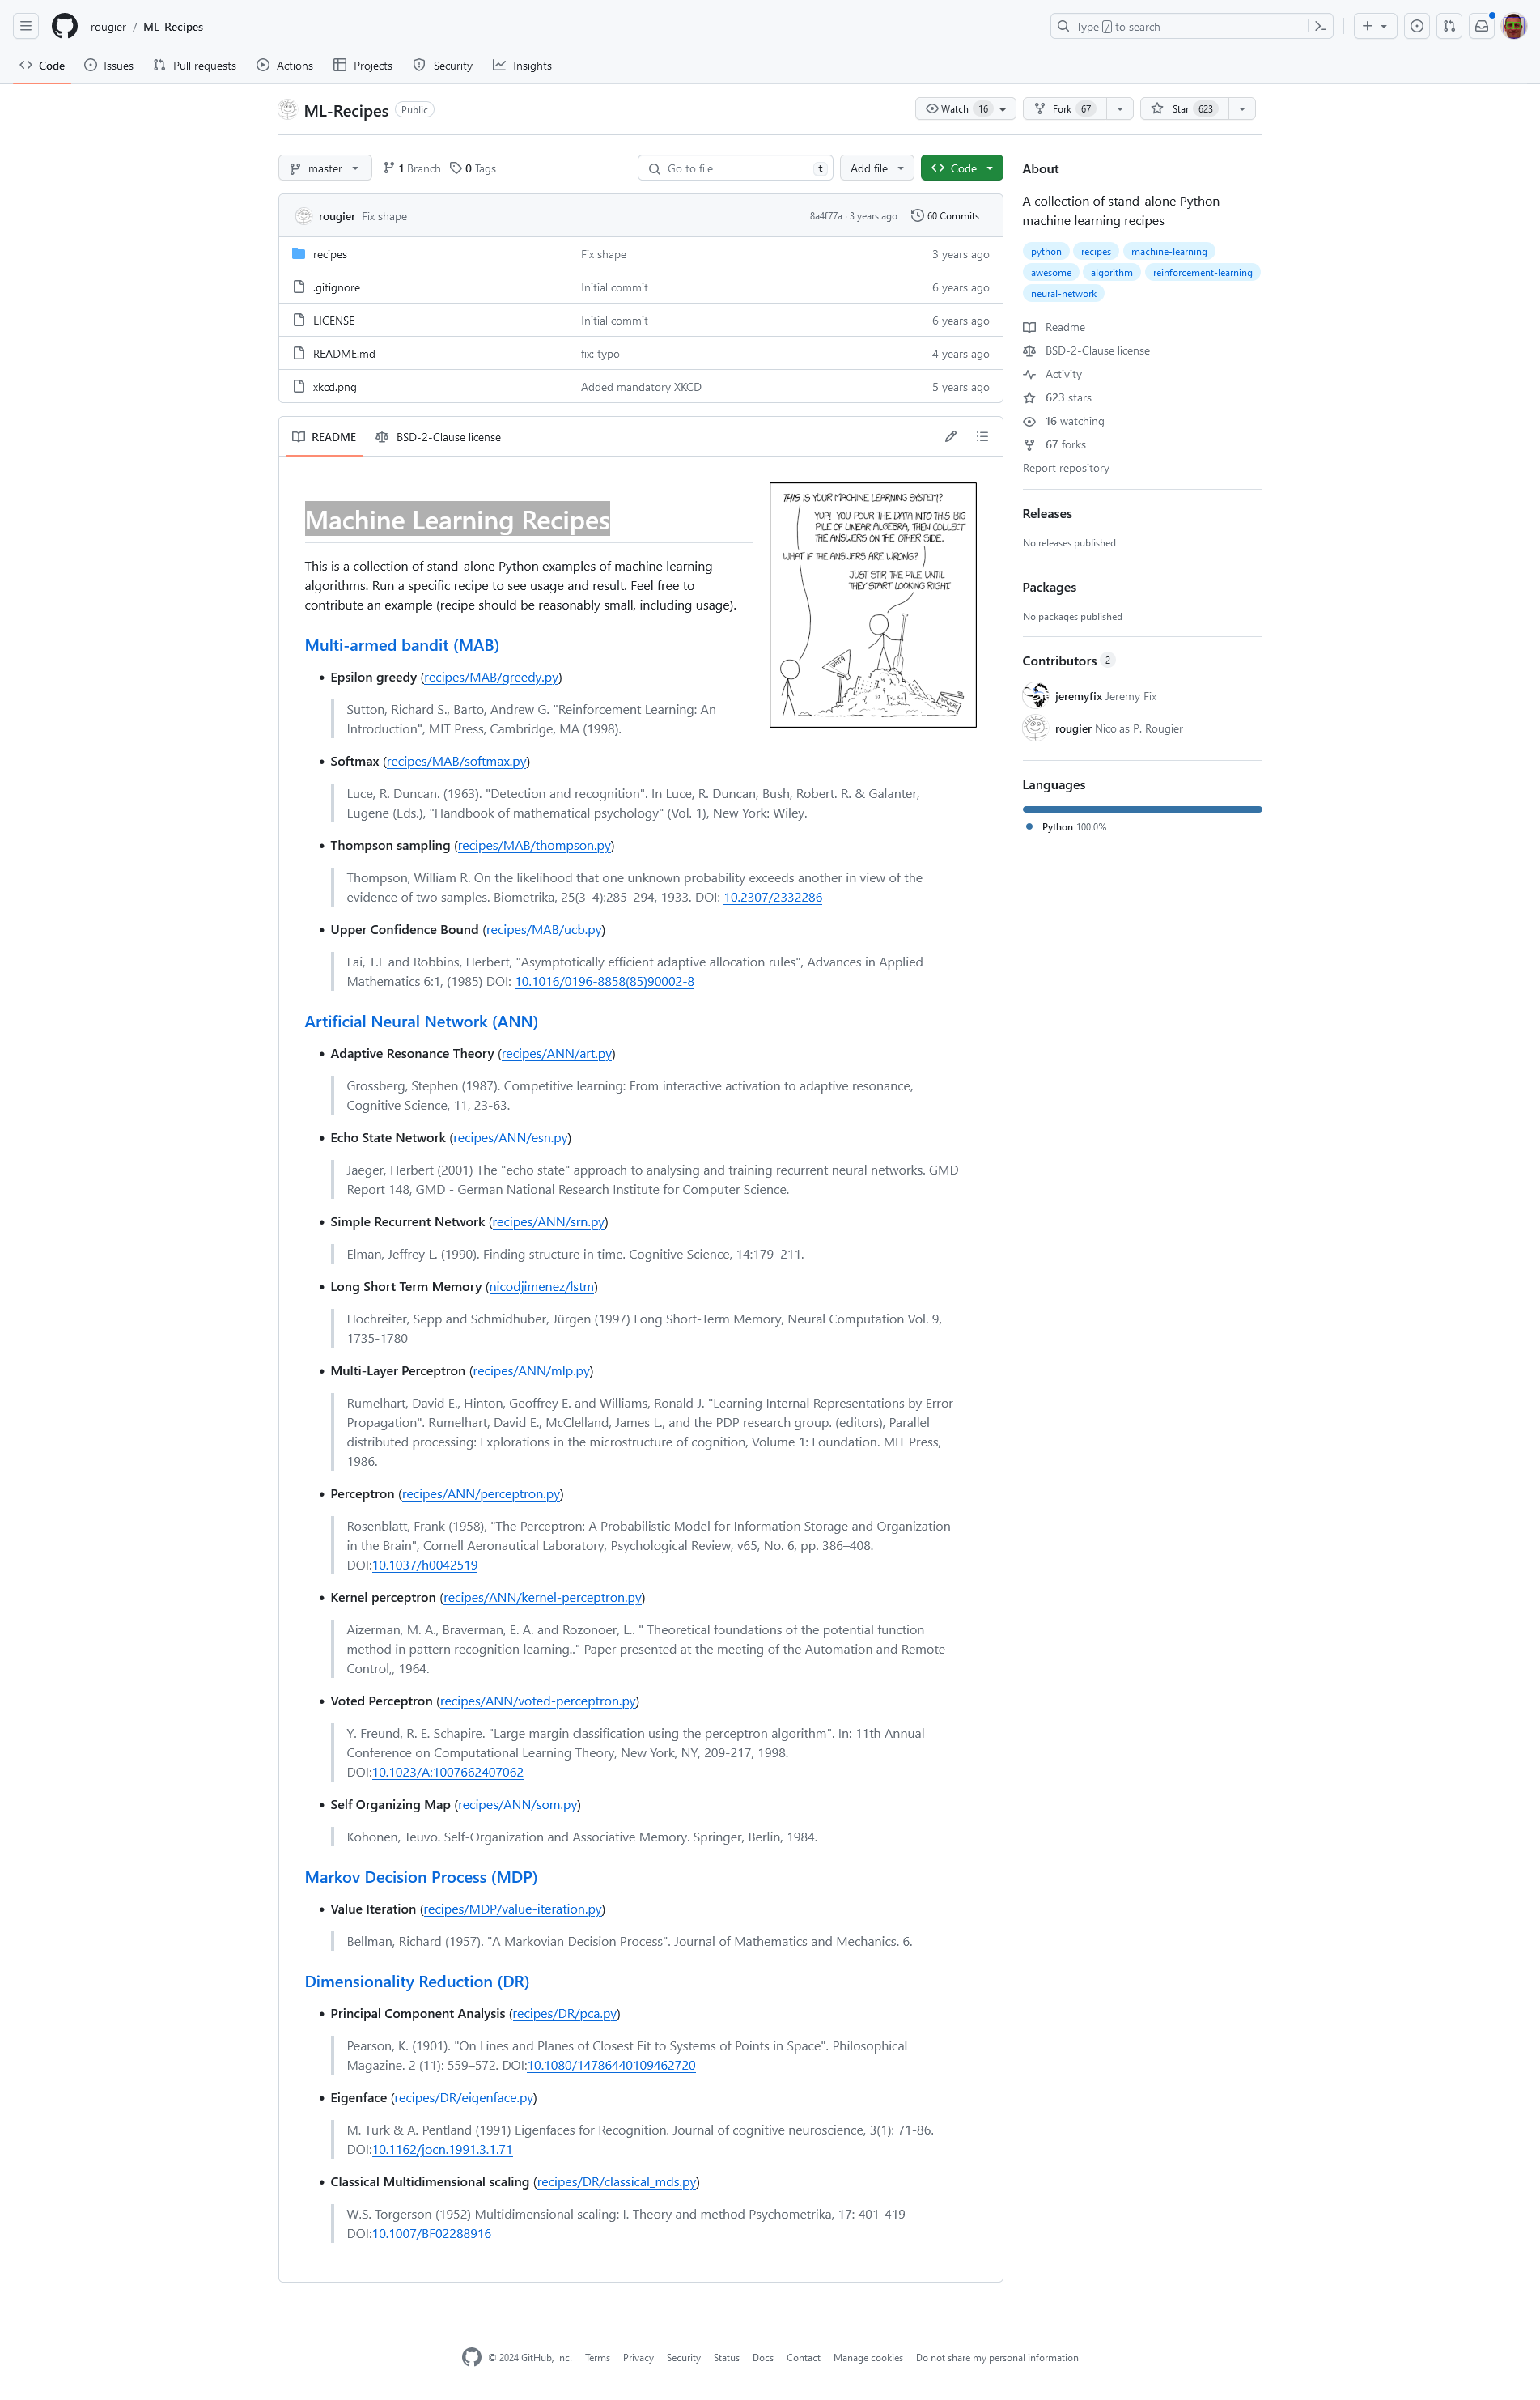 rougier / ML-Recipes
Type / to search
Code
Issues
Pull requests
Actions
Projects
Security
Insights
ML-Recipes Public
Watch 16
Fork 67
Star 623
master
1 Branch
0 Tags
Go to file t
Add file
Code
rougier Fix shape 8a4f77a · 3 years ago 60 Commits
recipes Fix shape 3 years ago
.gitignore Initial commit 6 years ago
LICENSE Initial commit 6 years ago
README.md fix: typo 4 years ago
xkcd.png Added mandatory XKCD 5 years ago
README
BSD-2-Clause license
Machine Learning Recipes
This is a collection of stand-alone Python examples of machine learning
algorithms. Run a specific recipe to see usage and result. Feel free to
contribute an example (recipe should be reasonably small, including usage).
THIS IS YOUR MACHINE LEARNING SYSTEM?
YUP! YOU POUR THE DATA INTO THIS BIG
PILE OF LINEAR ALGEBRA, THEN COLLECT
THE ANSWERS ON THE OTHER SIDE.
WHAT IF THE ANSWERS ARE WRONG?
JUST STIR THE PILE UNTIL
THEY START LOOKING RIGHT.
DATA
Multi-armed bandit (MAB)
• Epsilon greedy (recipes/MAB/greedy.py)
Sutton, Richard S., Barto, Andrew G. "Reinforcement Learning: An
Introduction", MIT Press, Cambridge, MA (1998).
• Softmax (recipes/MAB/softmax.py)
Luce, R. Duncan. (1963). "Detection and recognition". In Luce, R. Duncan, Bush, Robert. R. & Galanter,
Eugene (Eds.), "Handbook of mathematical psychology" (Vol. 1), New York: Wiley.
• Thompson sampling (recipes/MAB/thompson.py)
Thompson, William R. On the likelihood that one unknown probability exceeds another in view of the
evidence of two samples. Biometrika, 25(3–4):285–294, 1933. DOI: 10.2307/2332286
• Upper Confidence Bound (recipes/MAB/ucb.py)
Lai, T.L and Robbins, Herbert, "Asymptotically efficient adaptive allocation rules", Advances in Applied
Mathematics 6:1, (1985) DOI: 10.1016/0196-8858(85)90002-8
Artificial Neural Network (ANN)
• Adaptive Resonance Theory (recipes/ANN/art.py)
Grossberg, Stephen (1987). Competitive learning: From interactive activation to adaptive resonance,
Cognitive Science, 11, 23-63.
• Echo State Network (recipes/ANN/esn.py)
Jaeger, Herbert (2001) The "echo state" approach to analysing and training recurrent neural networks. GMD
Report 148, GMD - German National Research Institute for Computer Science.
• Simple Recurrent Network (recipes/ANN/srn.py)
Elman, Jeffrey L. (1990). Finding structure in time. Cognitive Science, 14:179–211.
• Long Short Term Memory (nicodjimenez/lstm)
Hochreiter, Sepp and Schmidhuber, Jürgen (1997) Long Short-Term Memory, Neural Computation Vol. 9,
1735-1780
• Multi-Layer Perceptron (recipes/ANN/mlp.py)
Rumelhart, David E., Hinton, Geoffrey E. and Williams, Ronald J. "Learning Internal Representations by Error
Propagation". Rumelhart, David E., McClelland, James L., and the PDP research group. (editors), Parallel
distributed processing: Explorations in the microstructure of cognition, Volume 1: Foundation. MIT Press,
1986.
• Perceptron (recipes/ANN/perceptron.py)
Rosenblatt, Frank (1958), "The Perceptron: A Probabilistic Model for Information Storage and Organization
in the Brain", Cornell Aeronautical Laboratory, Psychological Review, v65, No. 6, pp. 386–408.
DOI:10.1037/h0042519
• Kernel perceptron (recipes/ANN/kernel-perceptron.py)
Aizerman, M. A., Braverman, E. A. and Rozonoer, L.. " Theoretical foundations of the potential function
method in pattern recognition learning.." Paper presented at the meeting of the Automation and Remote
Control,, 1964.
• Voted Perceptron (recipes/ANN/voted-perceptron.py)
Y. Freund, R. E. Schapire. "Large margin classification using the perceptron algorithm". In: 11th Annual
Conference on Computational Learning Theory, New York, NY, 209-217, 1998.
DOI:10.1023/A:1007662407062
• Self Organizing Map (recipes/ANN/som.py)
Kohonen, Teuvo. Self-Organization and Associative Memory. Springer, Berlin, 1984.
Markov Decision Process (MDP)
• Value Iteration (recipes/MDP/value-iteration.py)
Bellman, Richard (1957). "A Markovian Decision Process". Journal of Mathematics and Mechanics. 6.
Dimensionality Reduction (DR)
• Principal Component Analysis (recipes/DR/pca.py)
Pearson, K. (1901). "On Lines and Planes of Closest Fit to Systems of Points in Space". Philosophical
Magazine. 2 (11): 559–572. DOI:10.1080/14786440109462720
• Eigenface (recipes/DR/eigenface.py)
M. Turk & A. Pentland (1991) Eigenfaces for Recognition. Journal of cognitive neuroscience, 3(1): 71-86.
DOI:10.1162/jocn.1991.3.1.71
• Classical Multidimensional scaling (recipes/DR/classical_mds.py)
W.S. Torgerson (1952) Multidimensional scaling: I. Theory and method Psychometrika, 17: 401-419
DOI:10.1007/BF02288916
About
A collection of stand-alone Python
machine learning recipes
python recipes machine-learning
awesome algorithm reinforcement-learning
neural-network
Readme
BSD-2-Clause license
Activity
623 stars
16 watching
67 forks
Report repository
Releases
No releases published
Packages
No packages published
Contributors 2
jeremyfix Jeremy Fix
rougier Nicolas P. Rougier
Languages
Python 100.0%
© 2024 GitHub, Inc. Terms Privacy Security Status Docs Contact Manage cookies Do not share my personal information